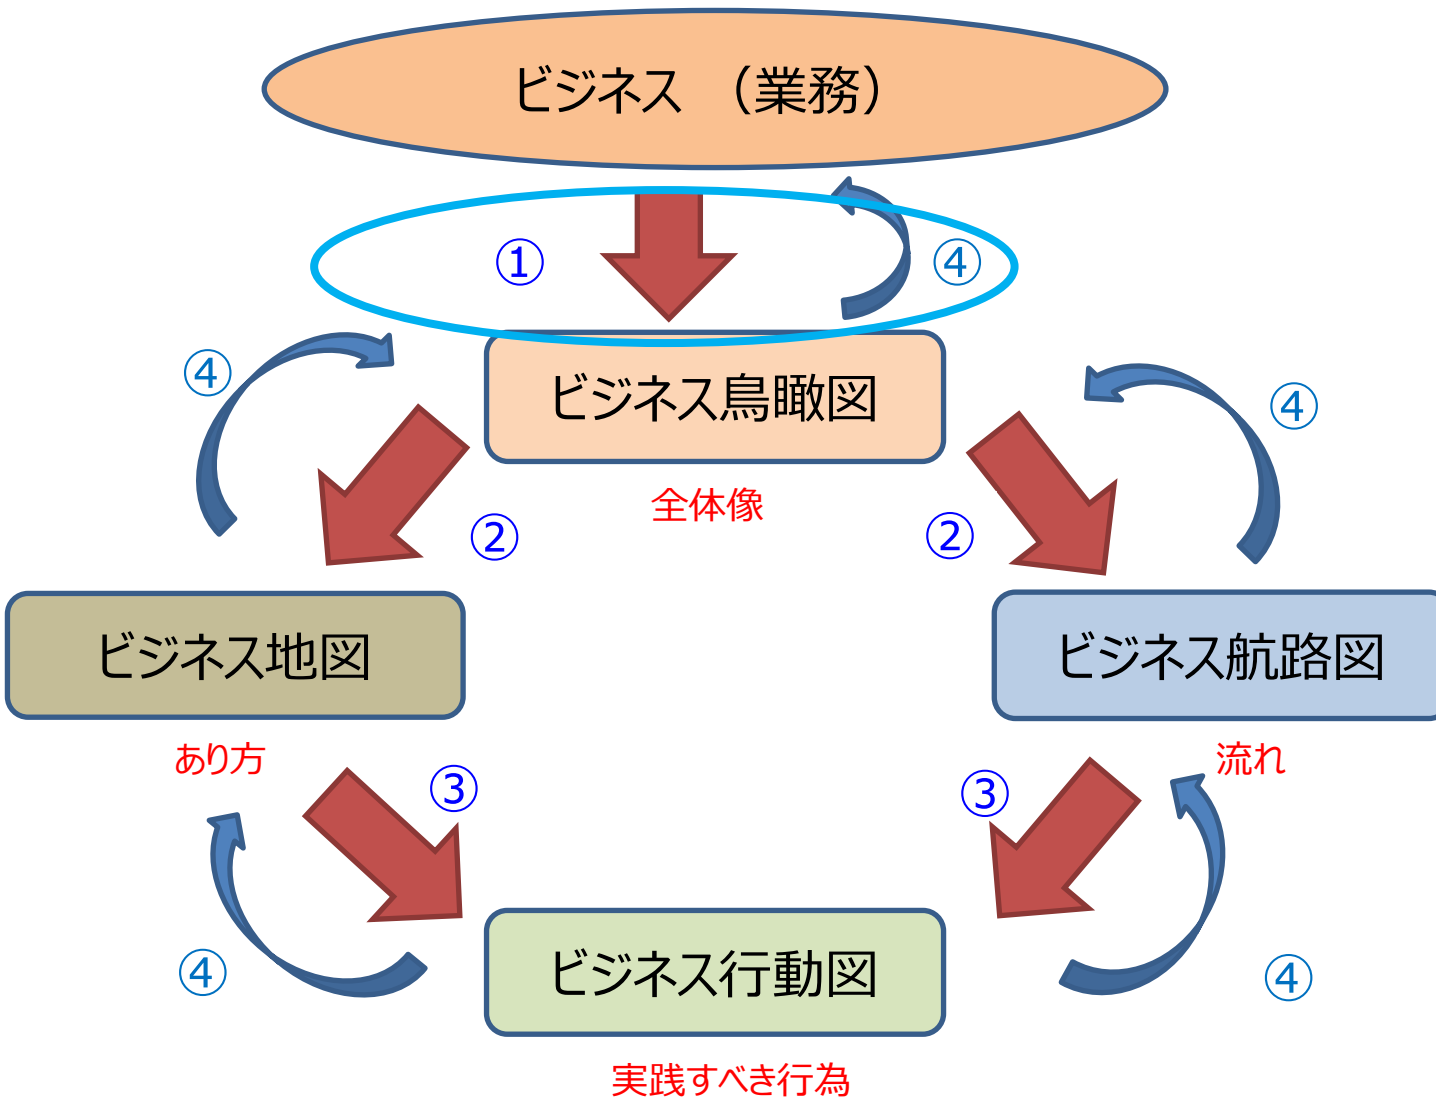 ビジネス （業務）
①
④
ビジネス鳥瞰図
④
④
全体像
②
②
ビジネス地図
ビジネス航路図
あり方
流れ
③
③
ビジネス行動図
④
④
実践すべき行為